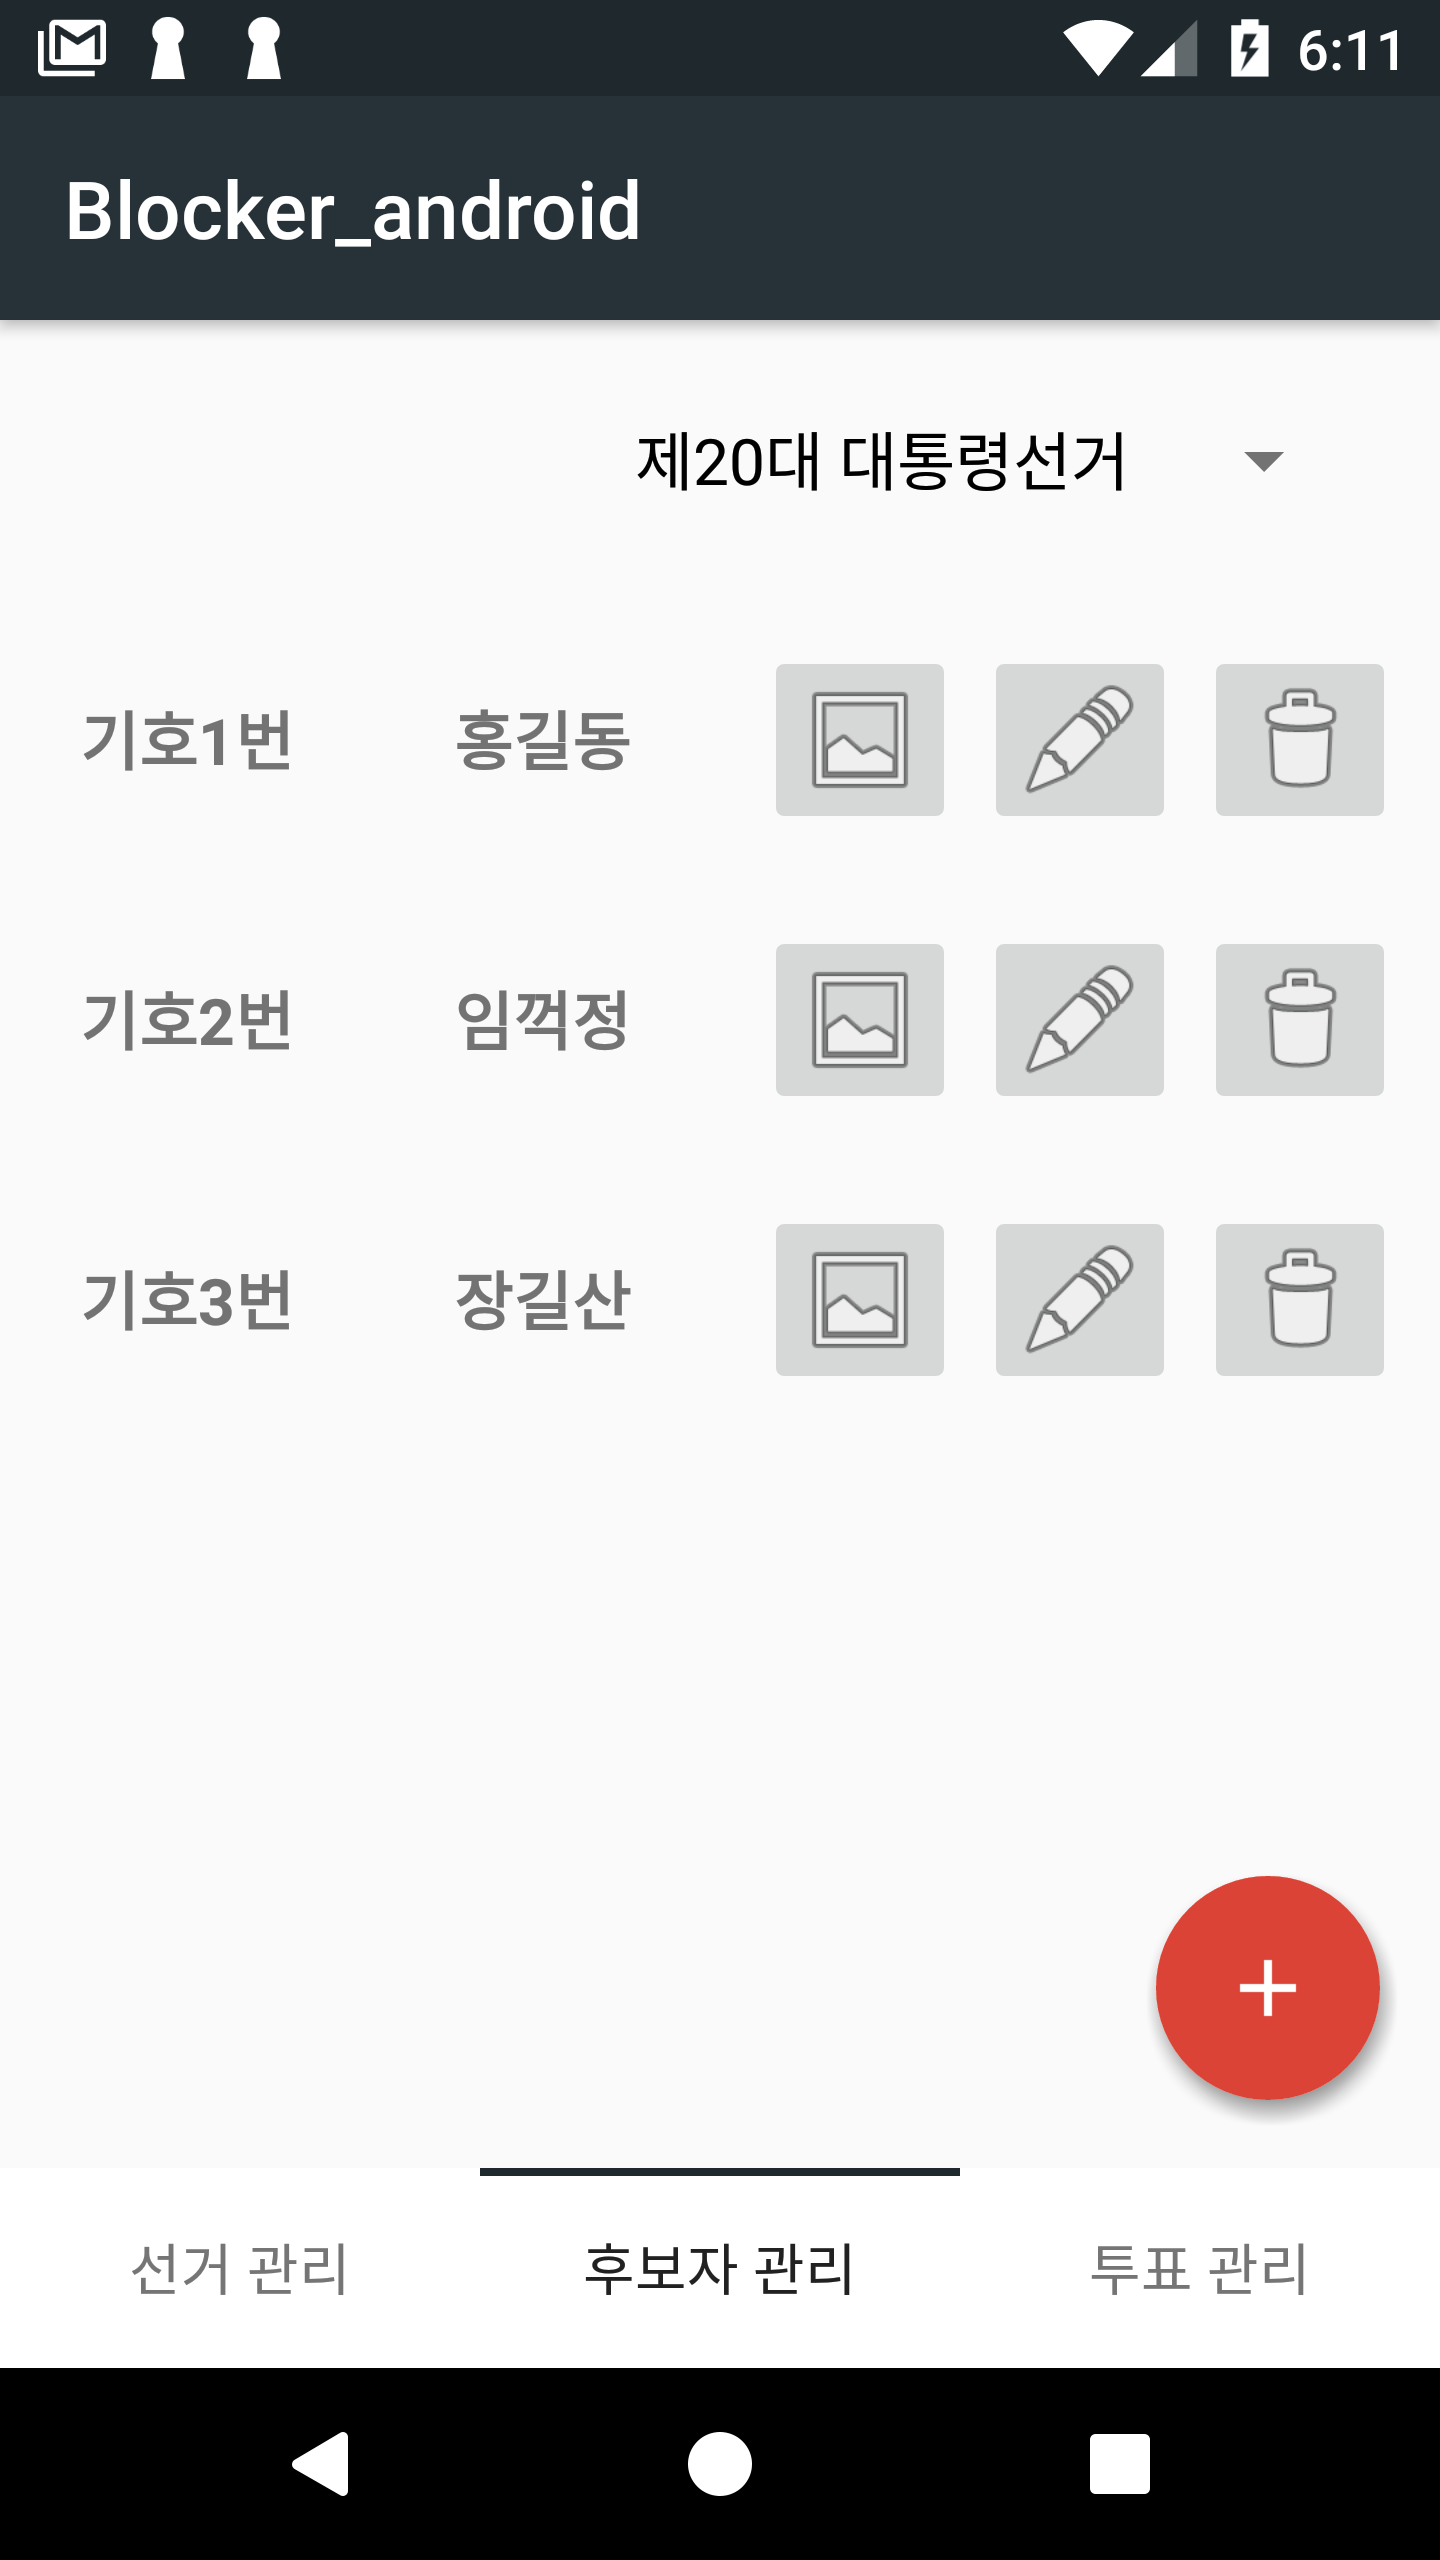 6:11
Blocker_android
제20대 대통령선거
기호1번 홍길동
기호2번 임꺽정
기호3번 장길산
선거 관리 후보자 관리 투표 관리